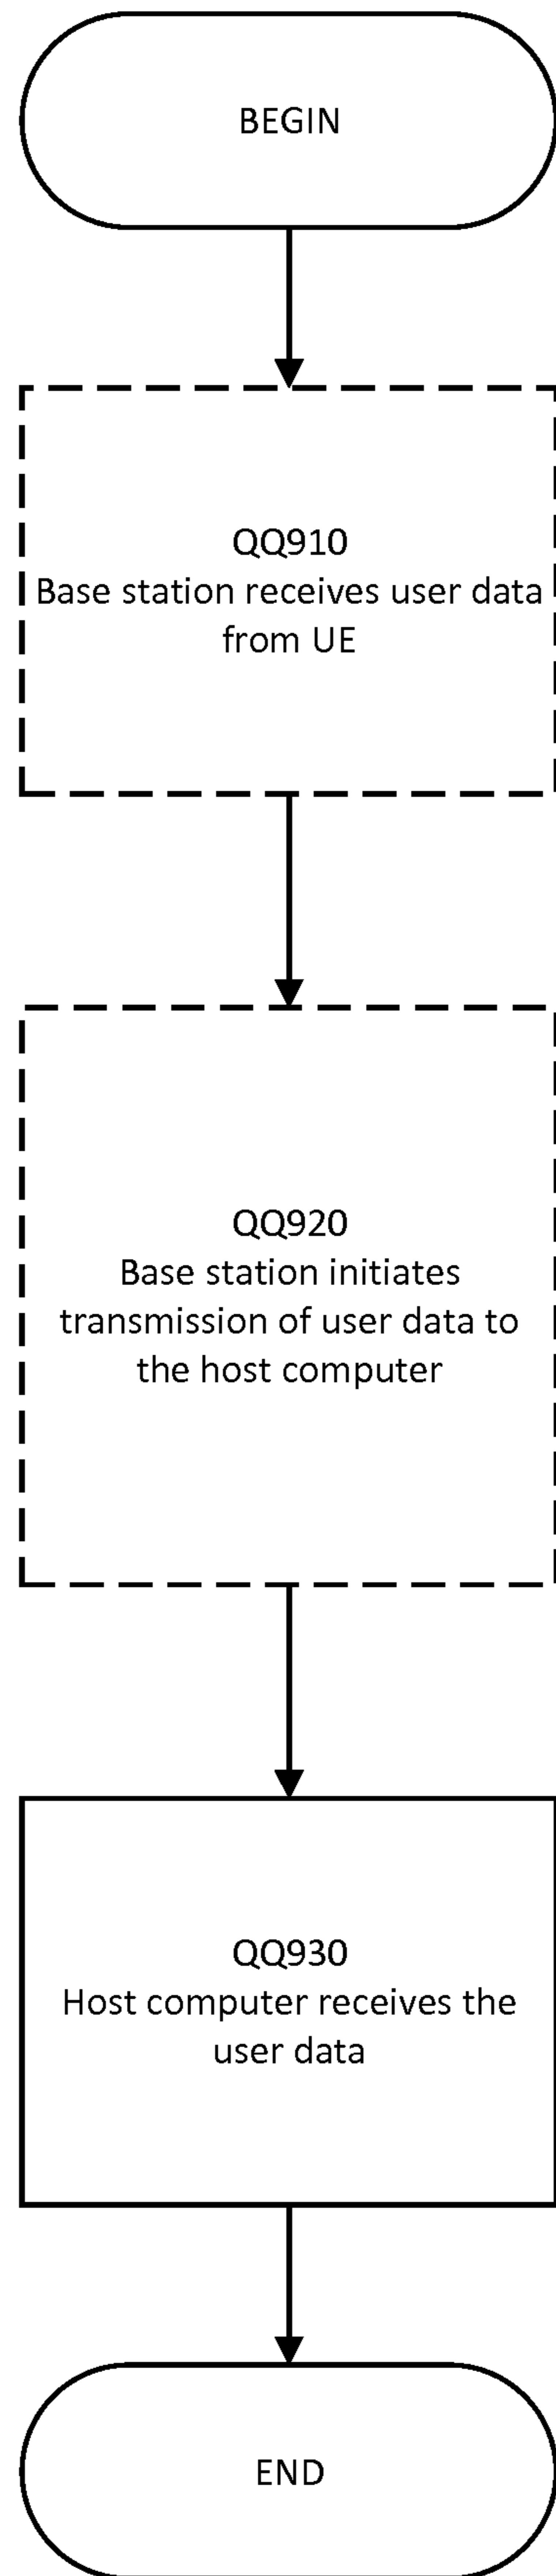 BEGIN
QQ910
Base station receives user data
from UE
QQ920
Base station initiates
transmission of user data to
the host computer
QQ930
Host computer receives the
user data
END